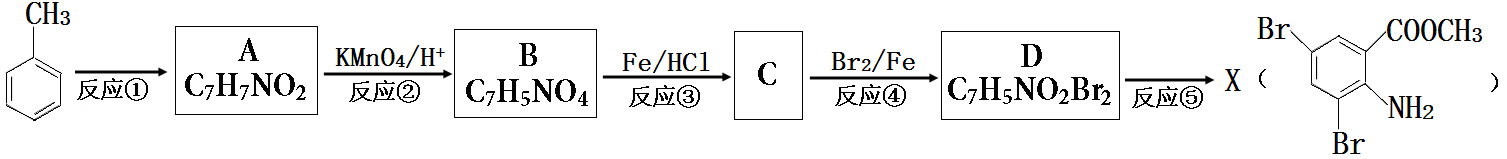 CH3
反应①
A
C7H7NO2
KMnO4/H+
反应②
B
C7H5NO4
Fe/HCl
反应③
C
Br2/Fe
反应④
D
C7H5NO2Br2
反应⑤
X (
Br
COOCH3
NH2
Br
)